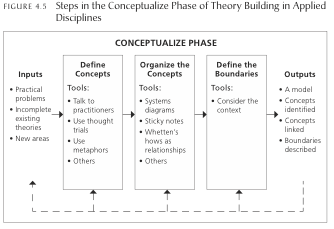 FIGURE 4.5 Steps in the Conceptualize Phase of Theory Building in Applied
Disciplines
CONCEPTUALIZE PHASE
Inputs
• Practical
problems
• Incomplete
existing
theories
• New areas
Define
Concepts
Tools:
• Talk to
practitioners
• Use thought
trials
• Use
metaphors
• Others
Organize the
Concepts
Tools:
• Systems
diagrams
• Sticky notes
• Whetten's
hows as
relationships
• Others
Define the
Boundaries
Tools:
• Consider the
context
Outputs
• A model
• Concepts
identified
• Concepts
linked
• Boundaries
described